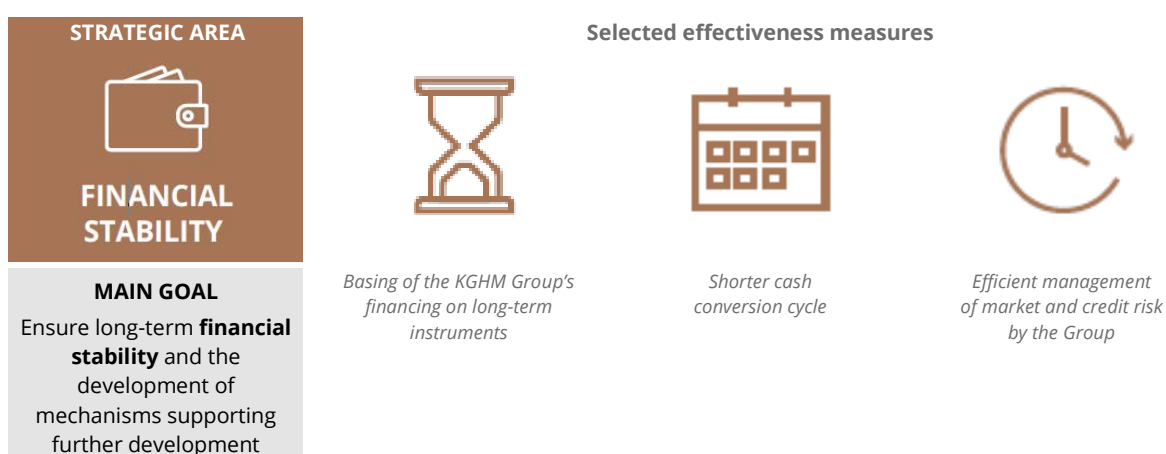 STRATEGIC AREA
FINANCIAL
STABILITY
MAIN GOAL
Ensure long-term financial
stability and the
development of
mechanisms supporting
further development
Selected effectiveness measures
Basing of the KGHM Group’s
financing on long-term
instruments
Shorter cash
conversion cycle
Efficient management
of market and credit risk
by the Group